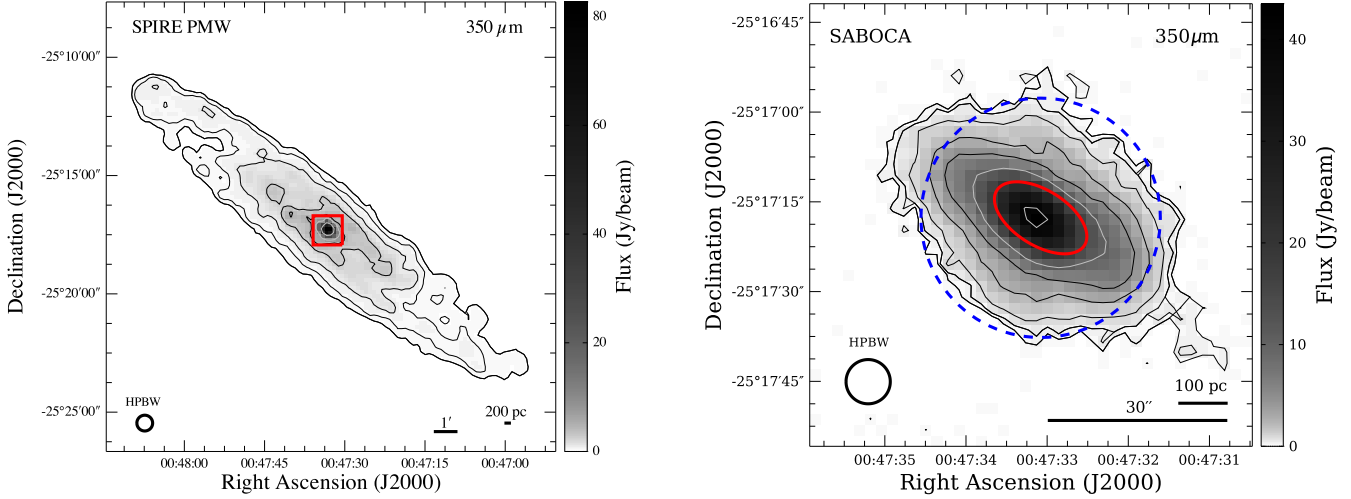 SPIRE PMW
350 μm
-25°10′00″
-25°15′00″
-25°20′00″
-25°25′00″
Declination (J2000)
HPBW
1′
200 pc
00:48:00
00:47:45
00:47:30
00:47:15
00:47:00
Right Ascension (J2000)
80
60
40
20
0
Flux (Jy/beam)
SABOCA
350μm
-25°16′45″
-25°17′00″
-25°17′15″
-25°17′30″
-25°17′45″
Declination (J2000)
HPBW
100 pc
30′′
00:47:35
00:47:34
00:47:33
00:47:32
00:47:31
Right Ascension (J2000)
40
30
20
10
0
Flux (Jy/beam)